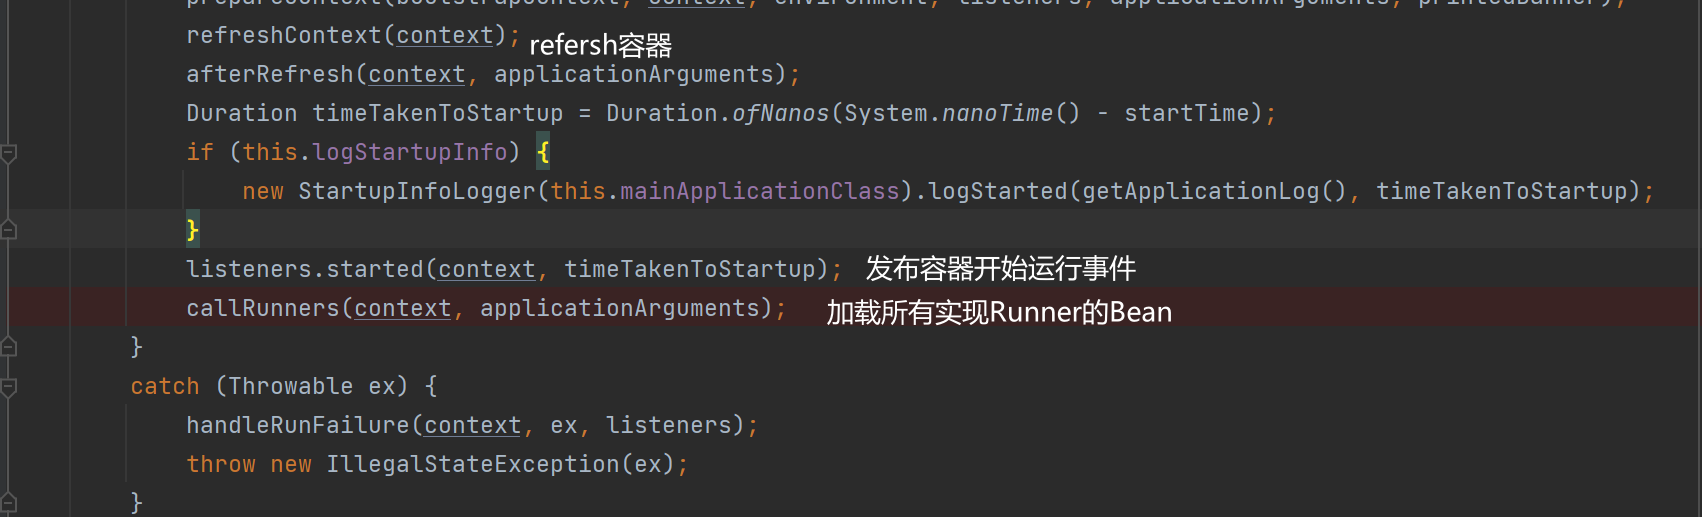 prepareContext(bootstrapContext, context, environment, listeners, applicationArguments, printedBanner);
refreshContext(context); refersh容器
afterRefresh(context, applicationArguments);
Duration timeTakenToStartup = Duration.ofNanos(System.nanoTime() - startTime);
if (this.logStartupInfo) {
new StartupInfoLogger(this.mainApplicationClass).logStarted(getApplicationLog(), timeTakenToStartup);
}
listeners.started(context, timeTakenToStartup); 发布容器开始运行事件
callRunners(context, applicationArguments); 加载所有实现Runner的Bean
}
catch (Throwable ex) {
handleRunFailure(context, ex, listeners);
throw new IllegalStateException(ex);
}